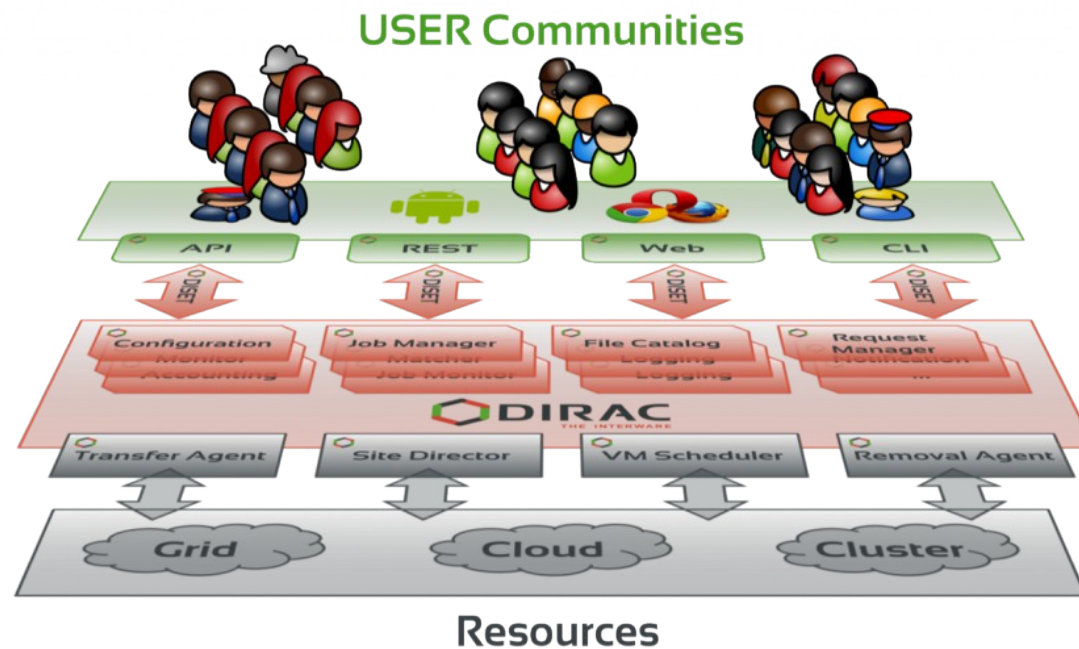 USER Communities
API
REST
Web
CLI
DISET
DISET
DISET
DISET
Configuration
Monitor
Accounting
Job Manager
Matcher
Job Monitor
File Catalog
Logging
Logging
Request
Manager
Notification
...
DIRAC
THE INTERWARE
Transfer Agent
Site Director
VM Scheduler
Removal Agent
Grid
Cloud
Cluster
Resources